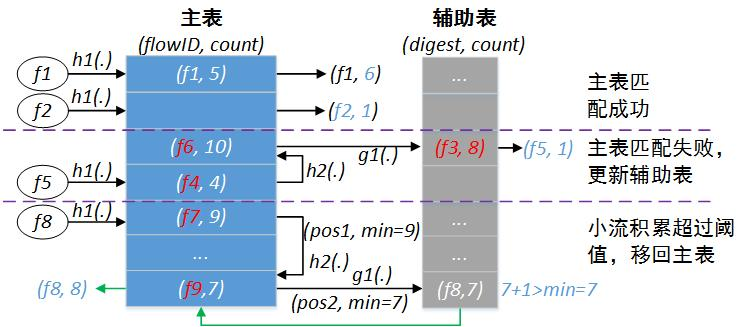 主表
辅助表
(flowID, count)
(digest, count)
f1
h1(.)
(f1, 5)
(f1, 6)
...
主表匹
配成功
f2
h1(.)
(f2, 1)
(f6, 10)
g1(.)
(f3, 8)
(f5, 1)
主表匹配失败，
更新辅助表
f5
h1(.)
(f4, 4)
h2(.)
...
f8
h1(.)
(f7, 9)
(pos1, min=9)
...
小流积累超过阈
值，移回主表
...
h2(.)
g1(.)
...
(f8, 8)
(f9,7)
(pos2, min=7)
(f8,7)
7+1>min=7